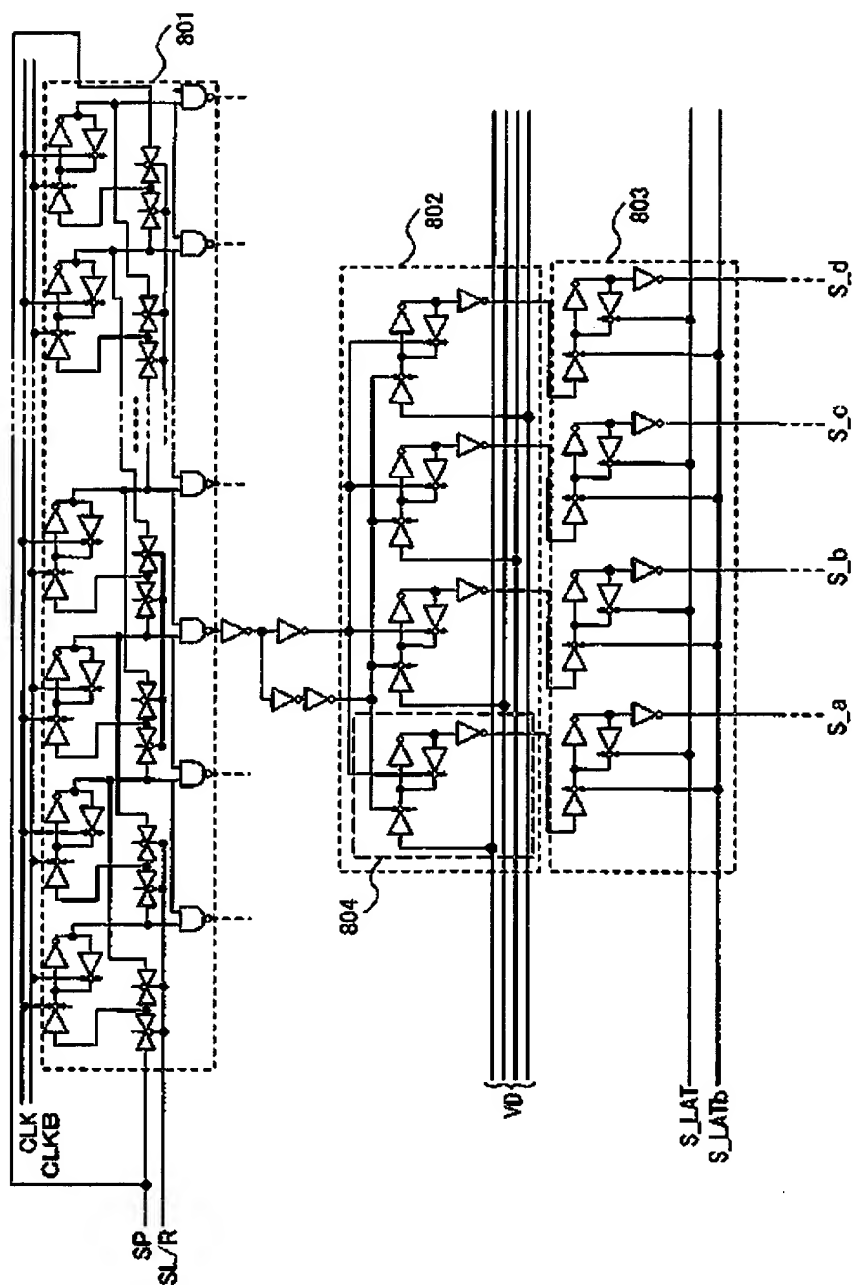 801
CLK
CLKB
SP
SL/R
802
804
VD
803
S_LAT
S_LATb
S_a
S_b
S_c
S_d